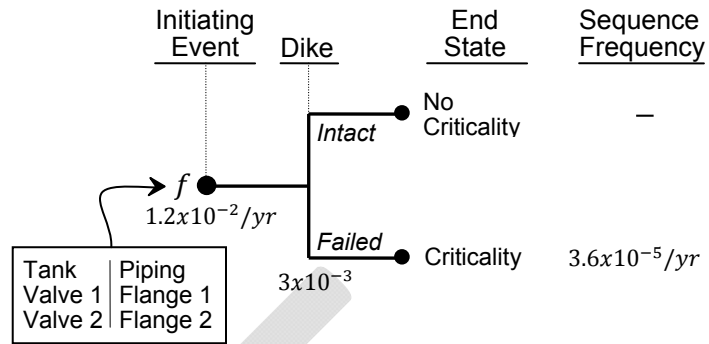 Initiating Event
Dike
End State
Sequence Frequency
Intact
No
Criticality
–
f
1.2x10⁻²/yr
Failed
3x10⁻³
Criticality
3.6x10⁻⁵/yr
Tank | Piping
Valve 1 | Flange 1
Valve 2 | Flange 2